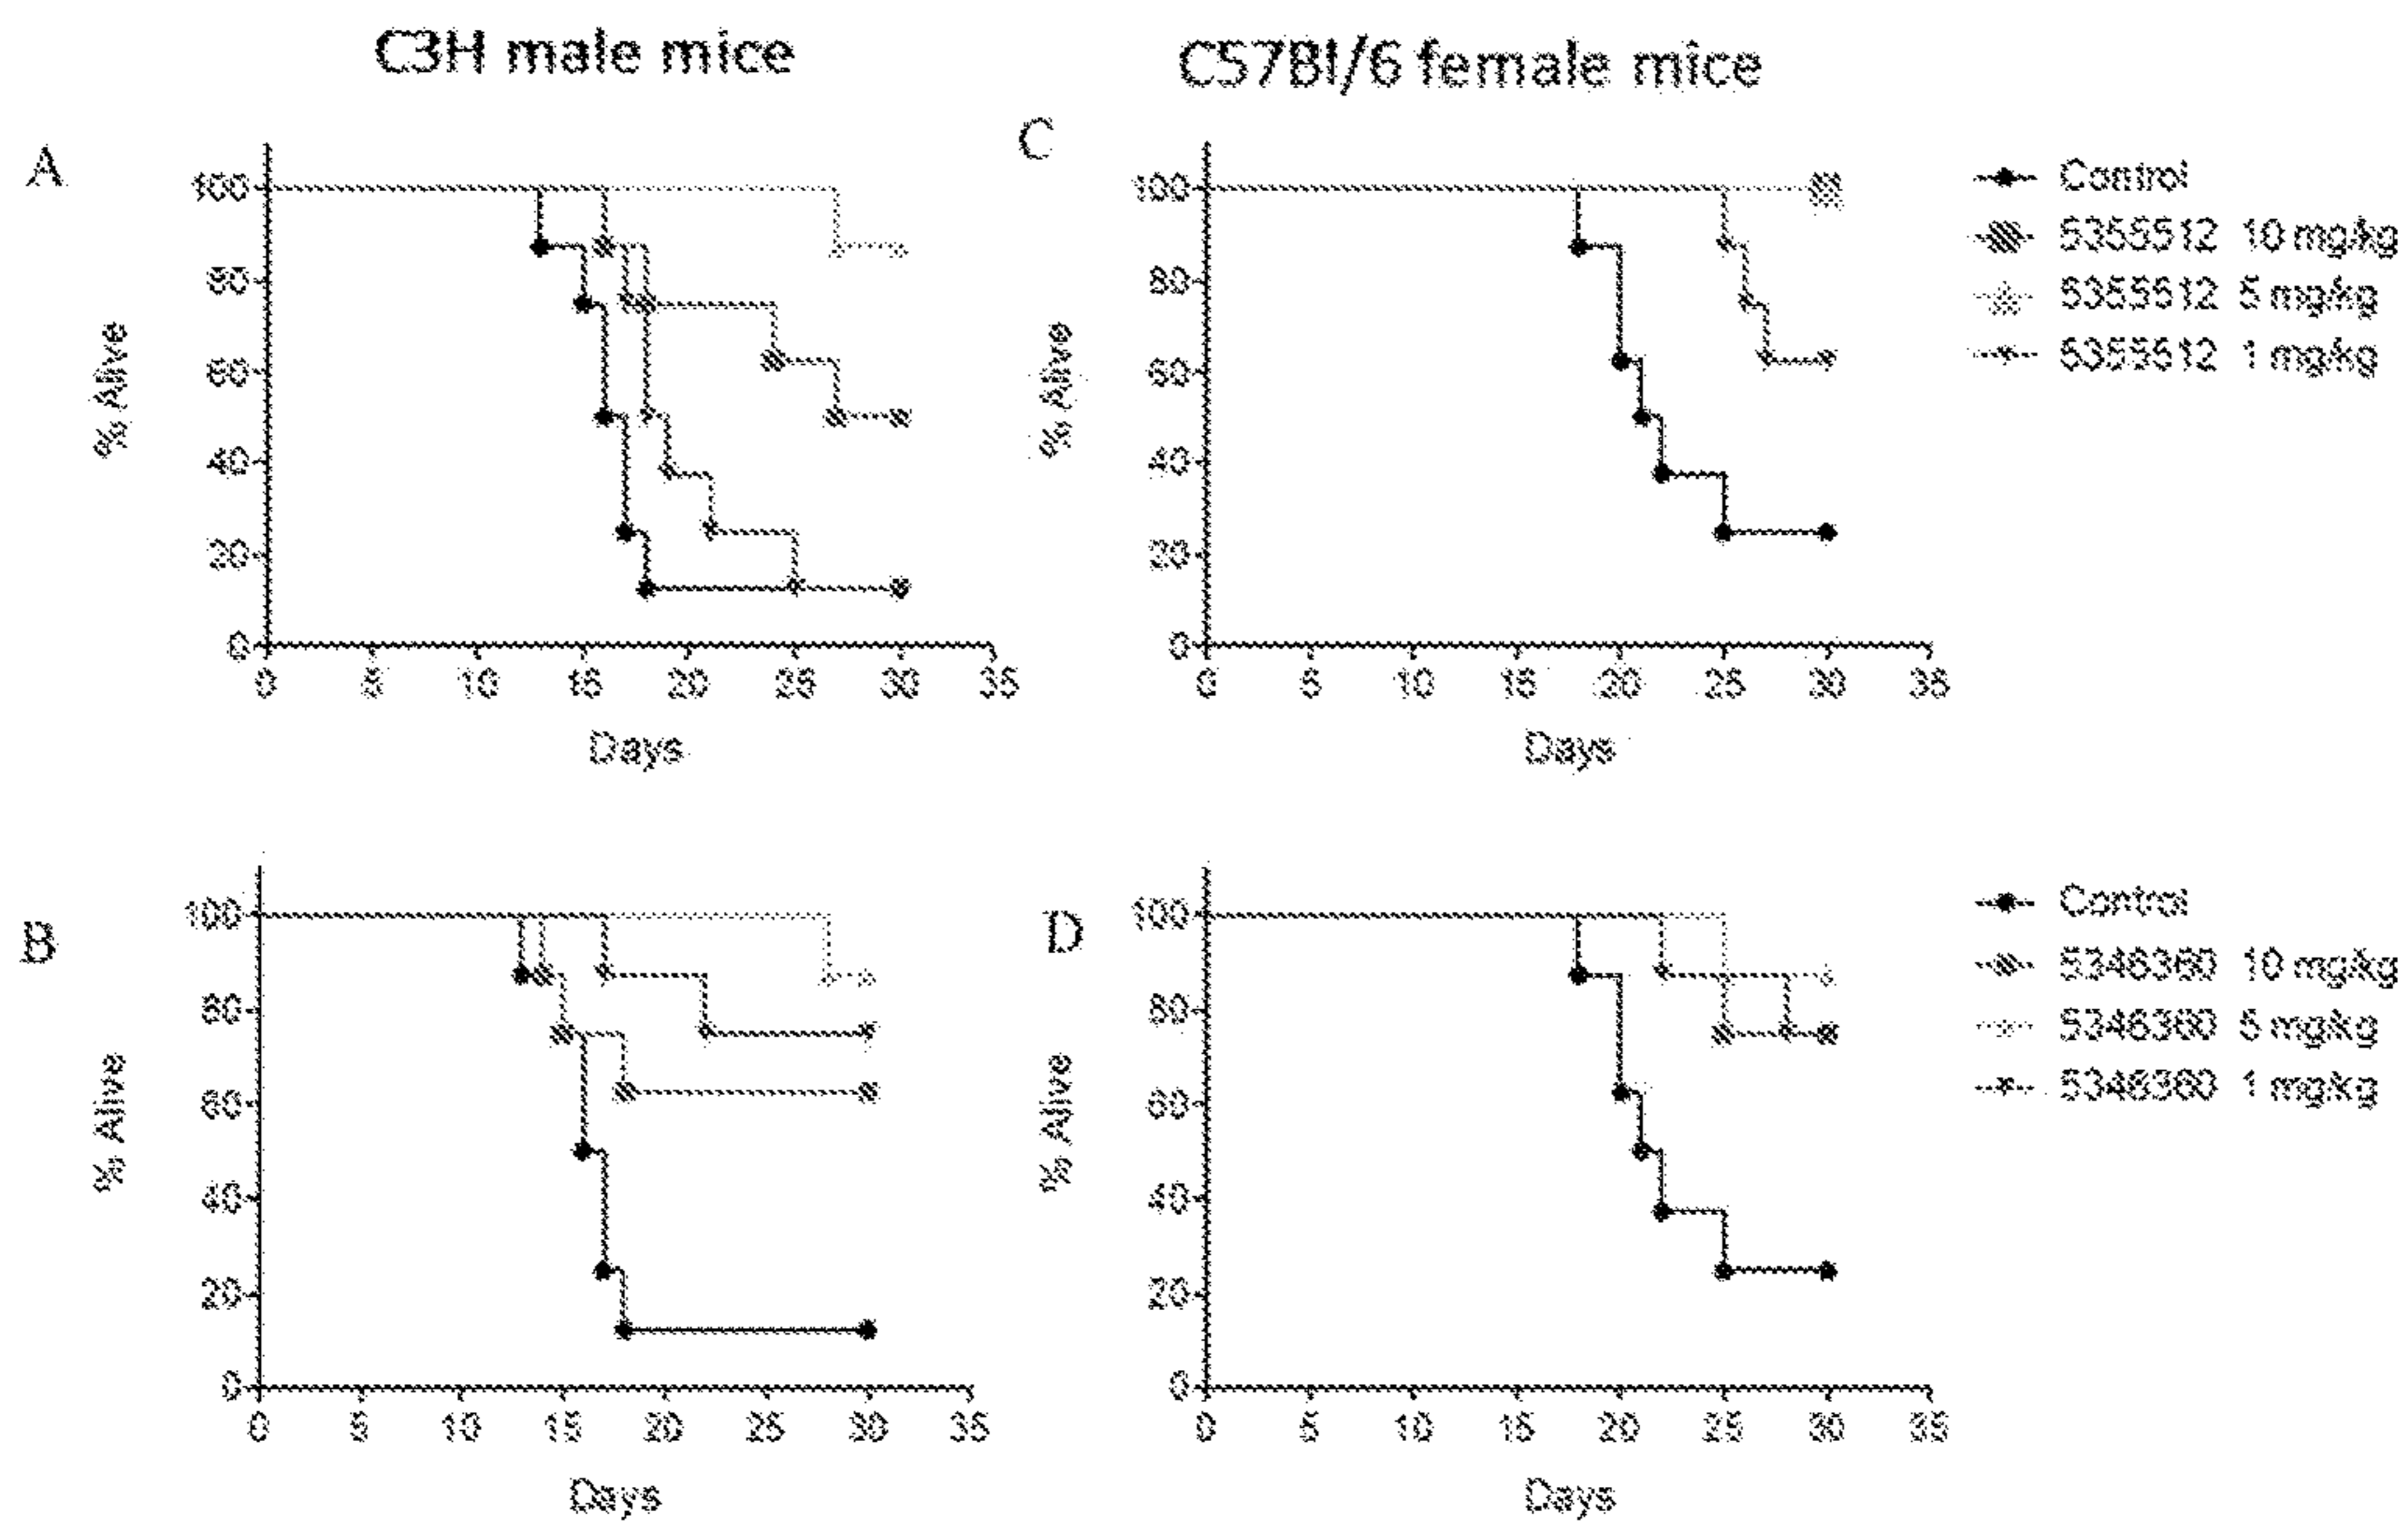 C3H male mice
C57Bl/6 female mice
A
100
80
60
40
20
0
% Alive
0 5 10 15 20 25 30 35
Days
C
100
80
60
40
20
0
% Alive
0 5 10 15 20 25 30 35
Days
Control
5355512 10 mg/kg
5355512 5 mg/kg
5355512 1 mg/kg
B
100
80
60
40
20
0
% Alive
0 5 10 15 20 25 30 35
Days
D
100
80
60
40
20
0
% Alive
0 5 10 15 20 25 30 35
Days
Control
5346360 10 mg/kg
5346360 5 mg/kg
5346360 1 mg/kg